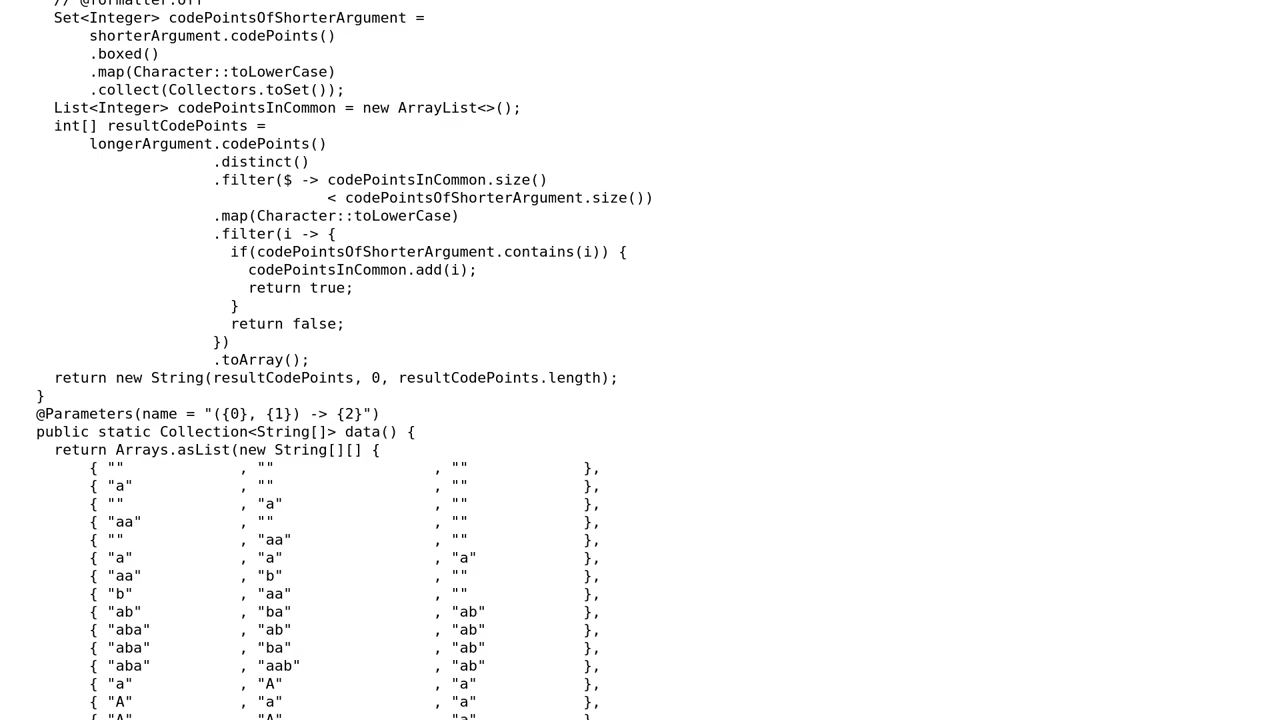 // @formatter:off
Set<Integer> codePointsOfShorterArgument =
shorterArgument.codePoints()
.boxed()
.map(Character::toLowerCase)
.collect(Collectors.toSet());
List<Integer> codePointsInCommon = new ArrayList<>();
int[] resultCodePoints =
longerArgument.codePoints()
.distinct()
.filter($ -> codePointsInCommon.size()
< codePointsOfShorterArgument.size())
.map(Character::toLowerCase)
.filter(i -> {
if(codePointsOfShorterArgument.contains(i)) {
codePointsInCommon.add(i);
return true;
}
return false;
})
.toArray();
return new String(resultCodePoints, 0, resultCodePoints.length);
}
@Parameters(name = "({0}, {1}) -> {2}")
public static Collection<String[]> data() {
return Arrays.asList(new String[][] {
{ "" , "" , "" },
{ "a" , "" , "" },
{ "" , "a" , "" },
{ "aa" , "" , "" },
{ "" , "aa" , "" },
{ "a" , "a" , "a" },
{ "aa" , "b" , "" },
{ "b" , "aa" , "" },
{ "ab" , "ba" , "ab" },
{ "aba" , "ab" , "ab" },
{ "aba" , "ba" , "ab" },
{ "aba" , "aab" , "ab" },
{ "a" , "A" , "a" },
{ "A" , "a" , "a" },
{ "A" , "A" , "a" },